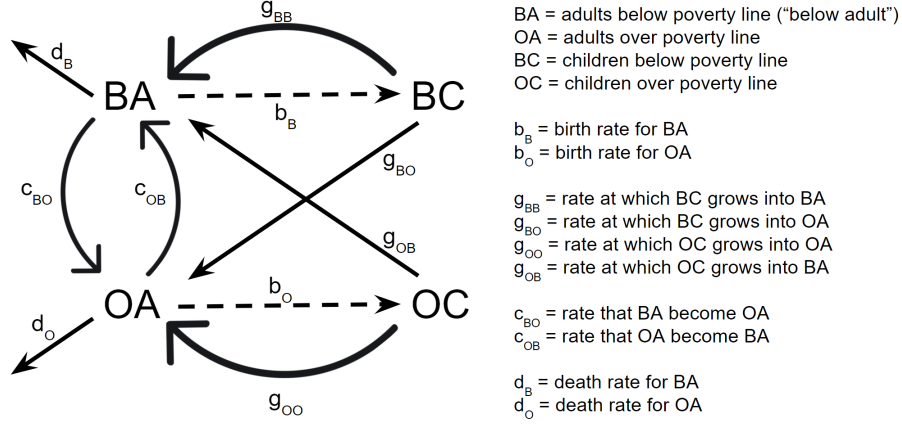 g_BB
d_B
BA
BC
b_B
g_BO
c_BO
c_OB
g_OB
b_O
OA
OC
d_O
g_OO
BA = adults below poverty line (“below adult”)
OA = adults over poverty line
BC = children below poverty line
OC = children over poverty line
b_B = birth rate for BA
b_O = birth rate for OA
g_BB = rate at which BC grows into BA
g_BO = rate at which BC grows into OA
g_OO = rate at which OC grows into OA
g_OB = rate at which OC grows into BA
c_BO = rate that BA become OA
c_OB = rate that OA become BA
d_B = death rate for BA
d_O = death rate for OA